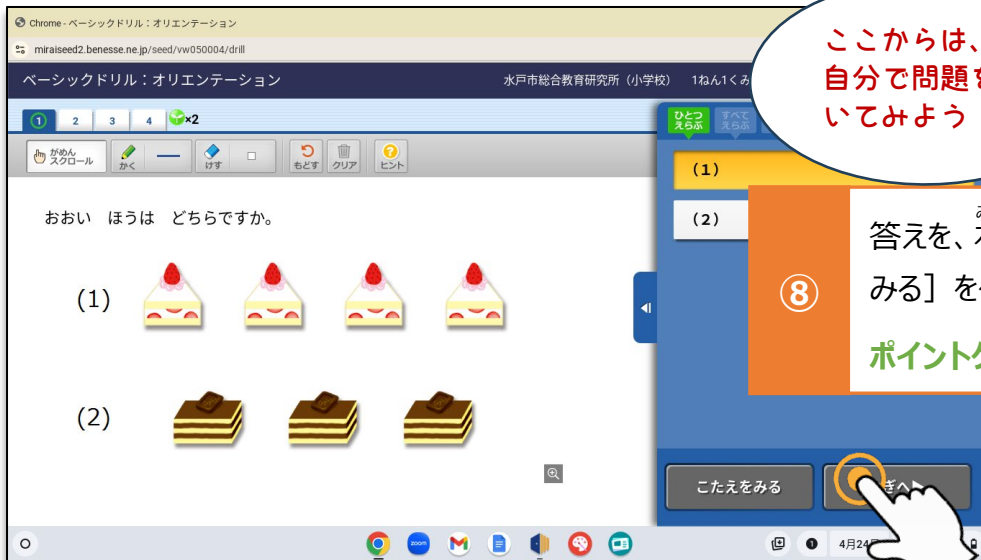 Chrome - ベーシックドリル：オリエンテーション
miraiseed2.benesse.ne.jp/seed/vw050004/drill
ベーシックドリル：オリエンテーション
水戸市総合教育研究所（小学校） 1ねん1くみ
1 2 3 4 ×2
がめん
スクロール
かく
けす
もどす
クリア
ヒント
おおい ほうは どちらですか。
(1)
(2)
ひとつ
えらぶ
すべて
えらぶ
(1)
(2)
こたえをみる
ぎへ▶
ここからは、
自分で問題を
いてみよう
⑧
答えを、
みる］を
ポイント
zoom
4月24